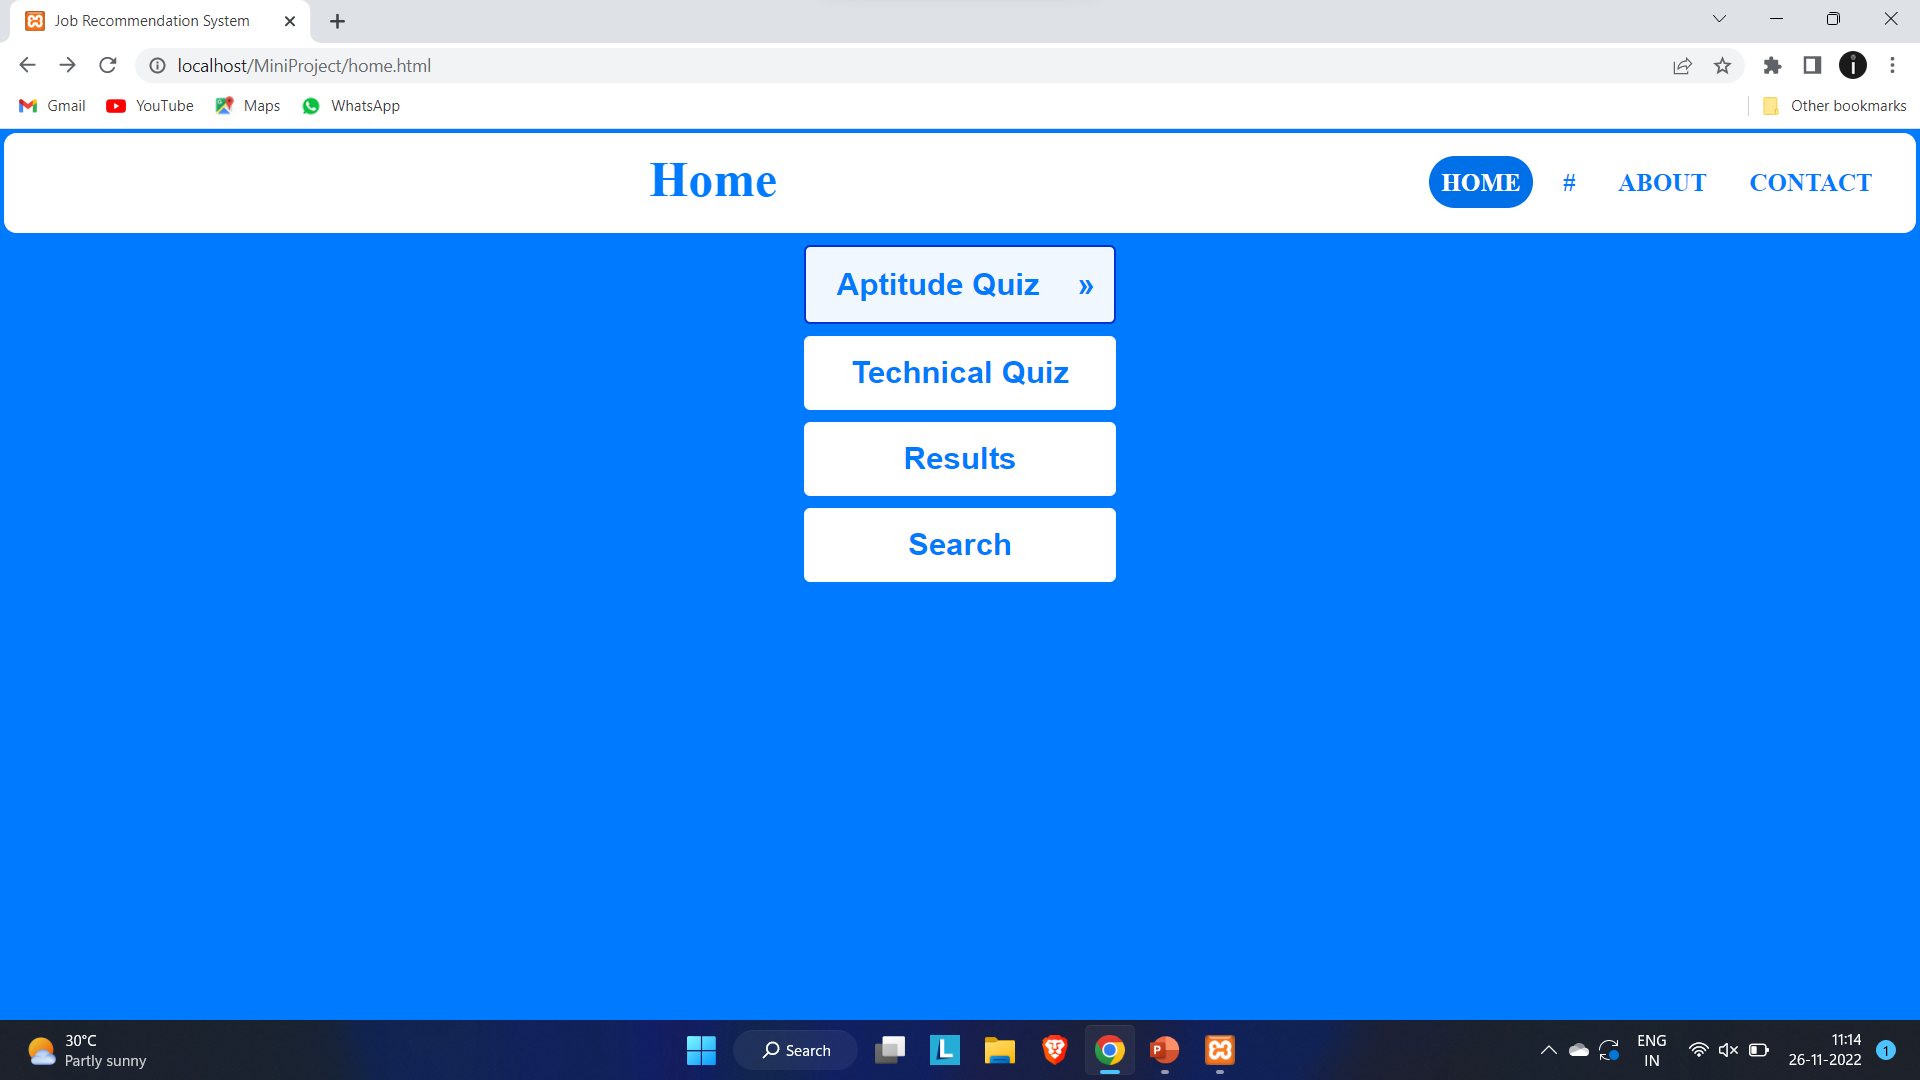 Job Recommendation System
localhost/MiniProject/home.html
Gmail YouTube Maps WhatsApp Other bookmarks
Home HOME # ABOUT CONTACT
Aptitude Quiz »
Technical Quiz
Results
Search
30°C
Partly sunny
Search
L
P
ENG
IN
11:14
26-11-2022
1